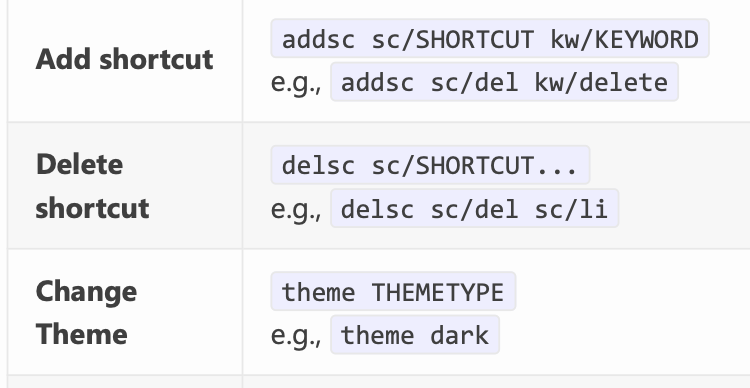 Add shortcut
addsc sc/SHORTCUT kw/KEYWORD
e.g., addsc sc/del kw/delete
Delete
shortcut
delsc sc/SHORTCUT...
e.g., delsc sc/del sc/li
Change
Theme
theme THEMETYPE
e.g., theme dark